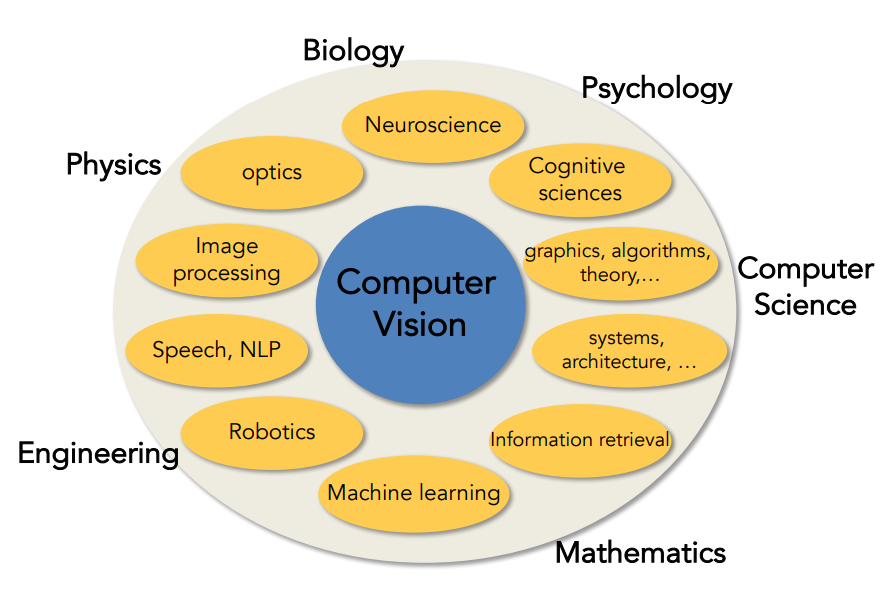 Biology
Psychology
Neuroscience
Physics
optics
Cognitive
sciences
Image
processing
graphics, algorithms,
theory,...
Computer
Science
Computer
Vision
Speech, NLP
systems,
architecture, ...
Robotics
Information retrieval
Engineering
Machine learning
Mathematics